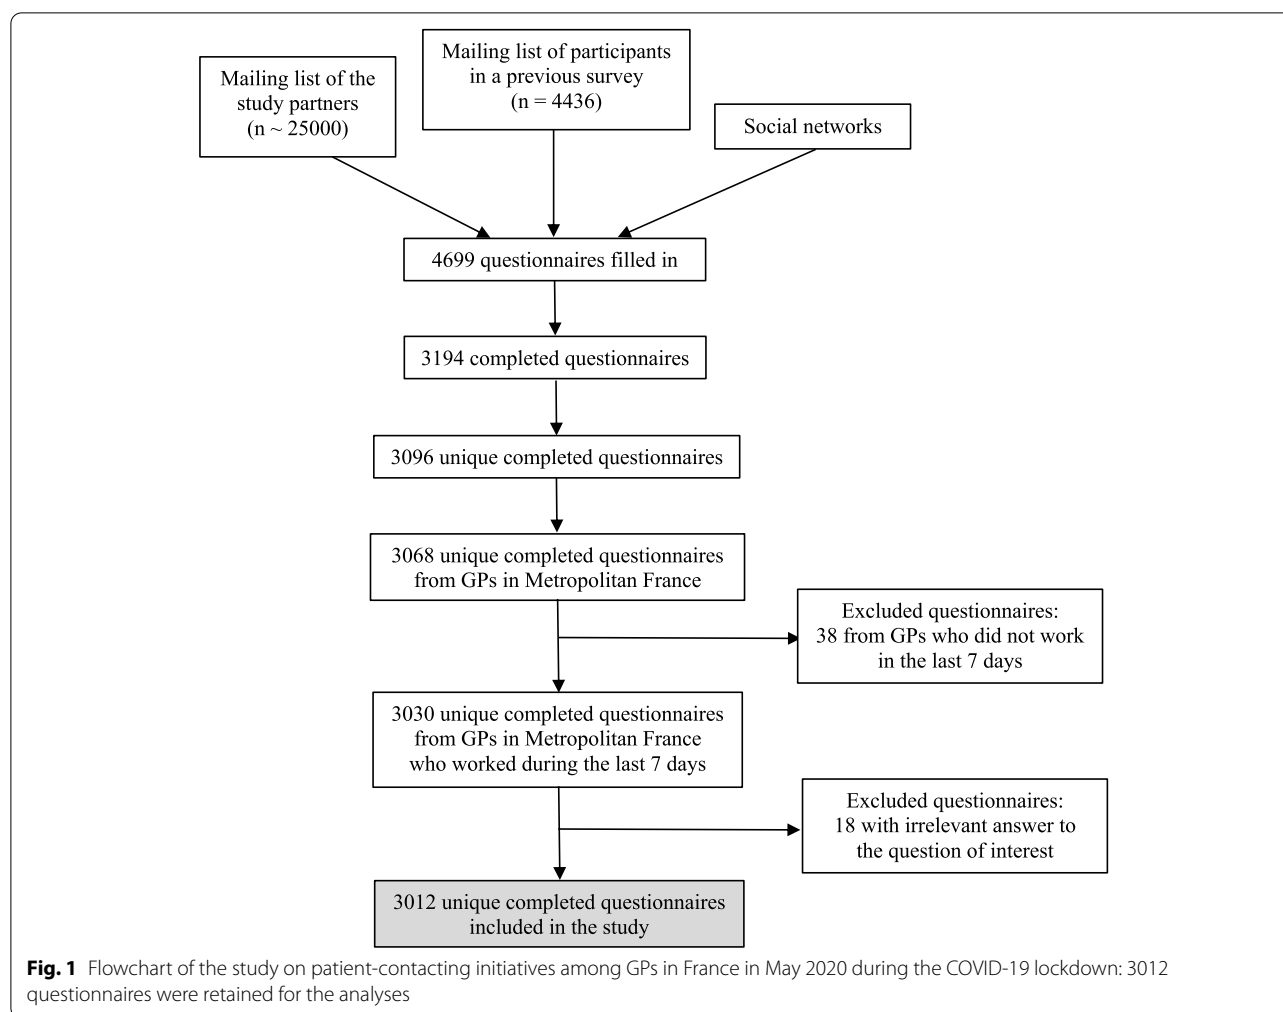 Mailing list of the
study partners
(n ~ 25000)
Mailing list of participants
in a previous survey
(n = 4436)
Social networks
4699 questionnaires filled in
3194 completed questionnaires
3096 unique completed questionnaires
3068 unique completed questionnaires
from GPs in Metropolitan France
Excluded questionnaires:
38 from GPs who did not work
in the last 7 days
3030 unique completed questionnaires
from GPs in Metropolitan France
who worked during the last 7 days
Excluded questionnaires:
18 with irrelevant answer to
the question of interest
3012 unique completed questionnaires
included in the study
Fig. 1 Flowchart of the study on patient-contacting initiatives among GPs in France in May 2020 during the COVID-19 lockdown: 3012
questionnaires were retained for the analyses